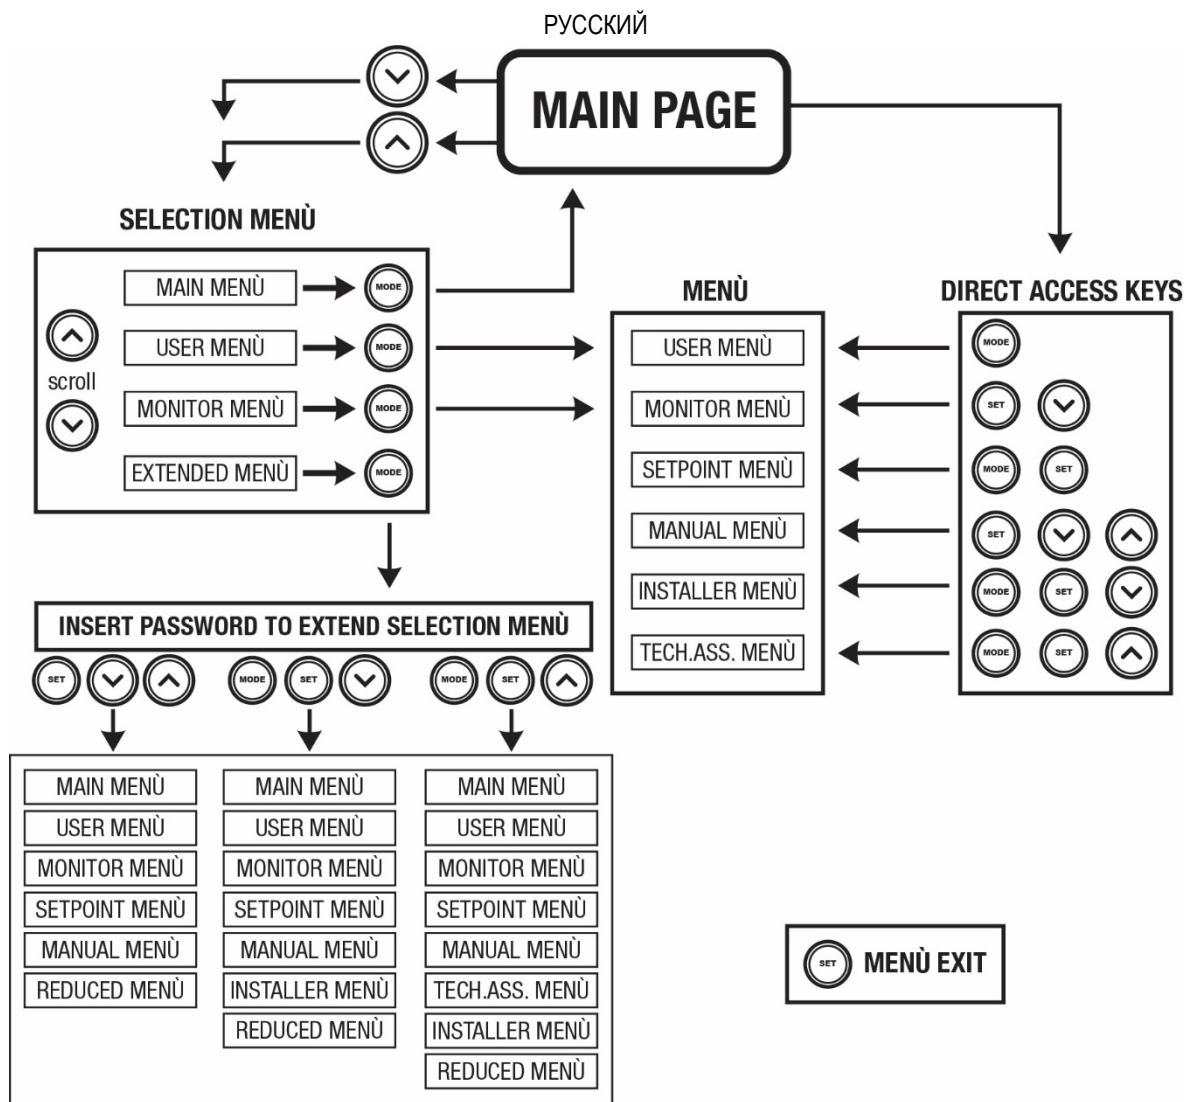 РУССКИЙ
MAIN PAGE
SELECTION MENÙ
MAIN MENÙ MODE
USER MENÙ MODE
scroll
MONITOR MENÙ MODE
EXTENDED MENÙ MODE
MENÙ
USER MENÙ
MONITOR MENÙ
SETPOINT MENÙ
MANUAL MENÙ
INSTALLER MENÙ
TECH.ASS. MENÙ
DIRECT ACCESS KEYS
MODE
SET
MODE SET
SET
MODE SET
MODE SET
INSERT PASSWORD TO EXTEND SELECTION MENÙ
SET MODE SET MODE SET
MAIN MENÙ
USER MENÙ
MONITOR MENÙ
SETPOINT MENÙ
MANUAL MENÙ
REDUCED MENÙ
MAIN MENÙ
USER MENÙ
MONITOR MENÙ
SETPOINT MENÙ
MANUAL MENÙ
INSTALLER MENÙ
REDUCED MENÙ
MAIN MENÙ
USER MENÙ
MONITOR MENÙ
SETPOINT MENÙ
MANUAL MENÙ
TECH.ASS. MENÙ
INSTALLER MENÙ
REDUCED MENÙ
SET MENÙ EXIT